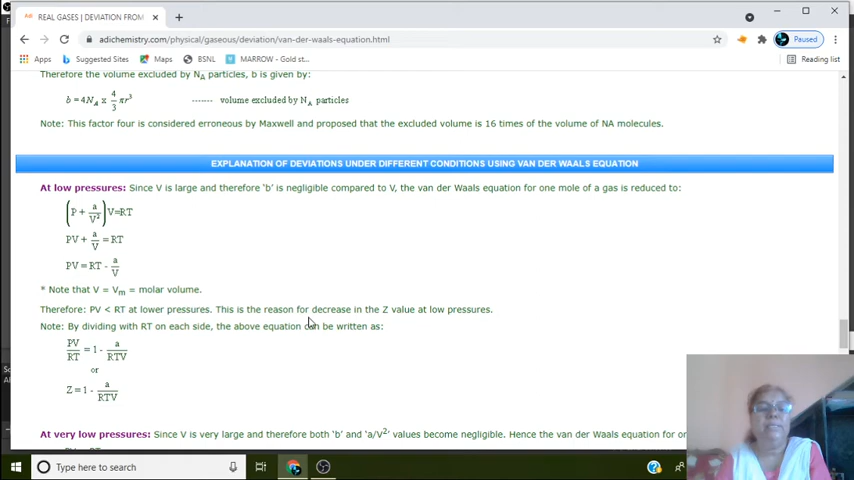 REAL GASES | DEVIATION FROM
Paused
adichemistry.com/physical/gaseous/deviation/van-der-waals-equation.html
Apps Suggested Sites Maps BSNL MARROW - Gold st... Reading list
Therefore the volume excluded by NA particles, b is given by:
b = 4NA x 4/3 πr³ ------- volume excluded by NA particles
Note: This factor four is considered erroneous by Maxwell and proposed that the excluded volume is 16 times of the volume of NA molecules.
EXPLANATION OF DEVIATIONS UNDER DIFFERENT CONDITIONS USING VAN DER WAALS EQUATION
At low pressures: Since V is large and therefore 'b' is negligible compared to V, the van der Waals equation for one mole of a gas is reduced to:
(P + a/V²)V=RT
PV + a/V = RT
PV = RT - a/V
* Note that V = Vm = molar volume.
Therefore: PV < RT at lower pressures. This is the reason for decrease in the Z value at low pressures.
Note: By dividing with RT on each side, the above equation can be written as:
PV/RT = 1 - a/RTV
or
Z = 1 - a/RTV
At very low pressures: Since V is very large and therefore both 'b' and 'a/V²' values become negligible. Hence the van der Waals equation for
Type here to search